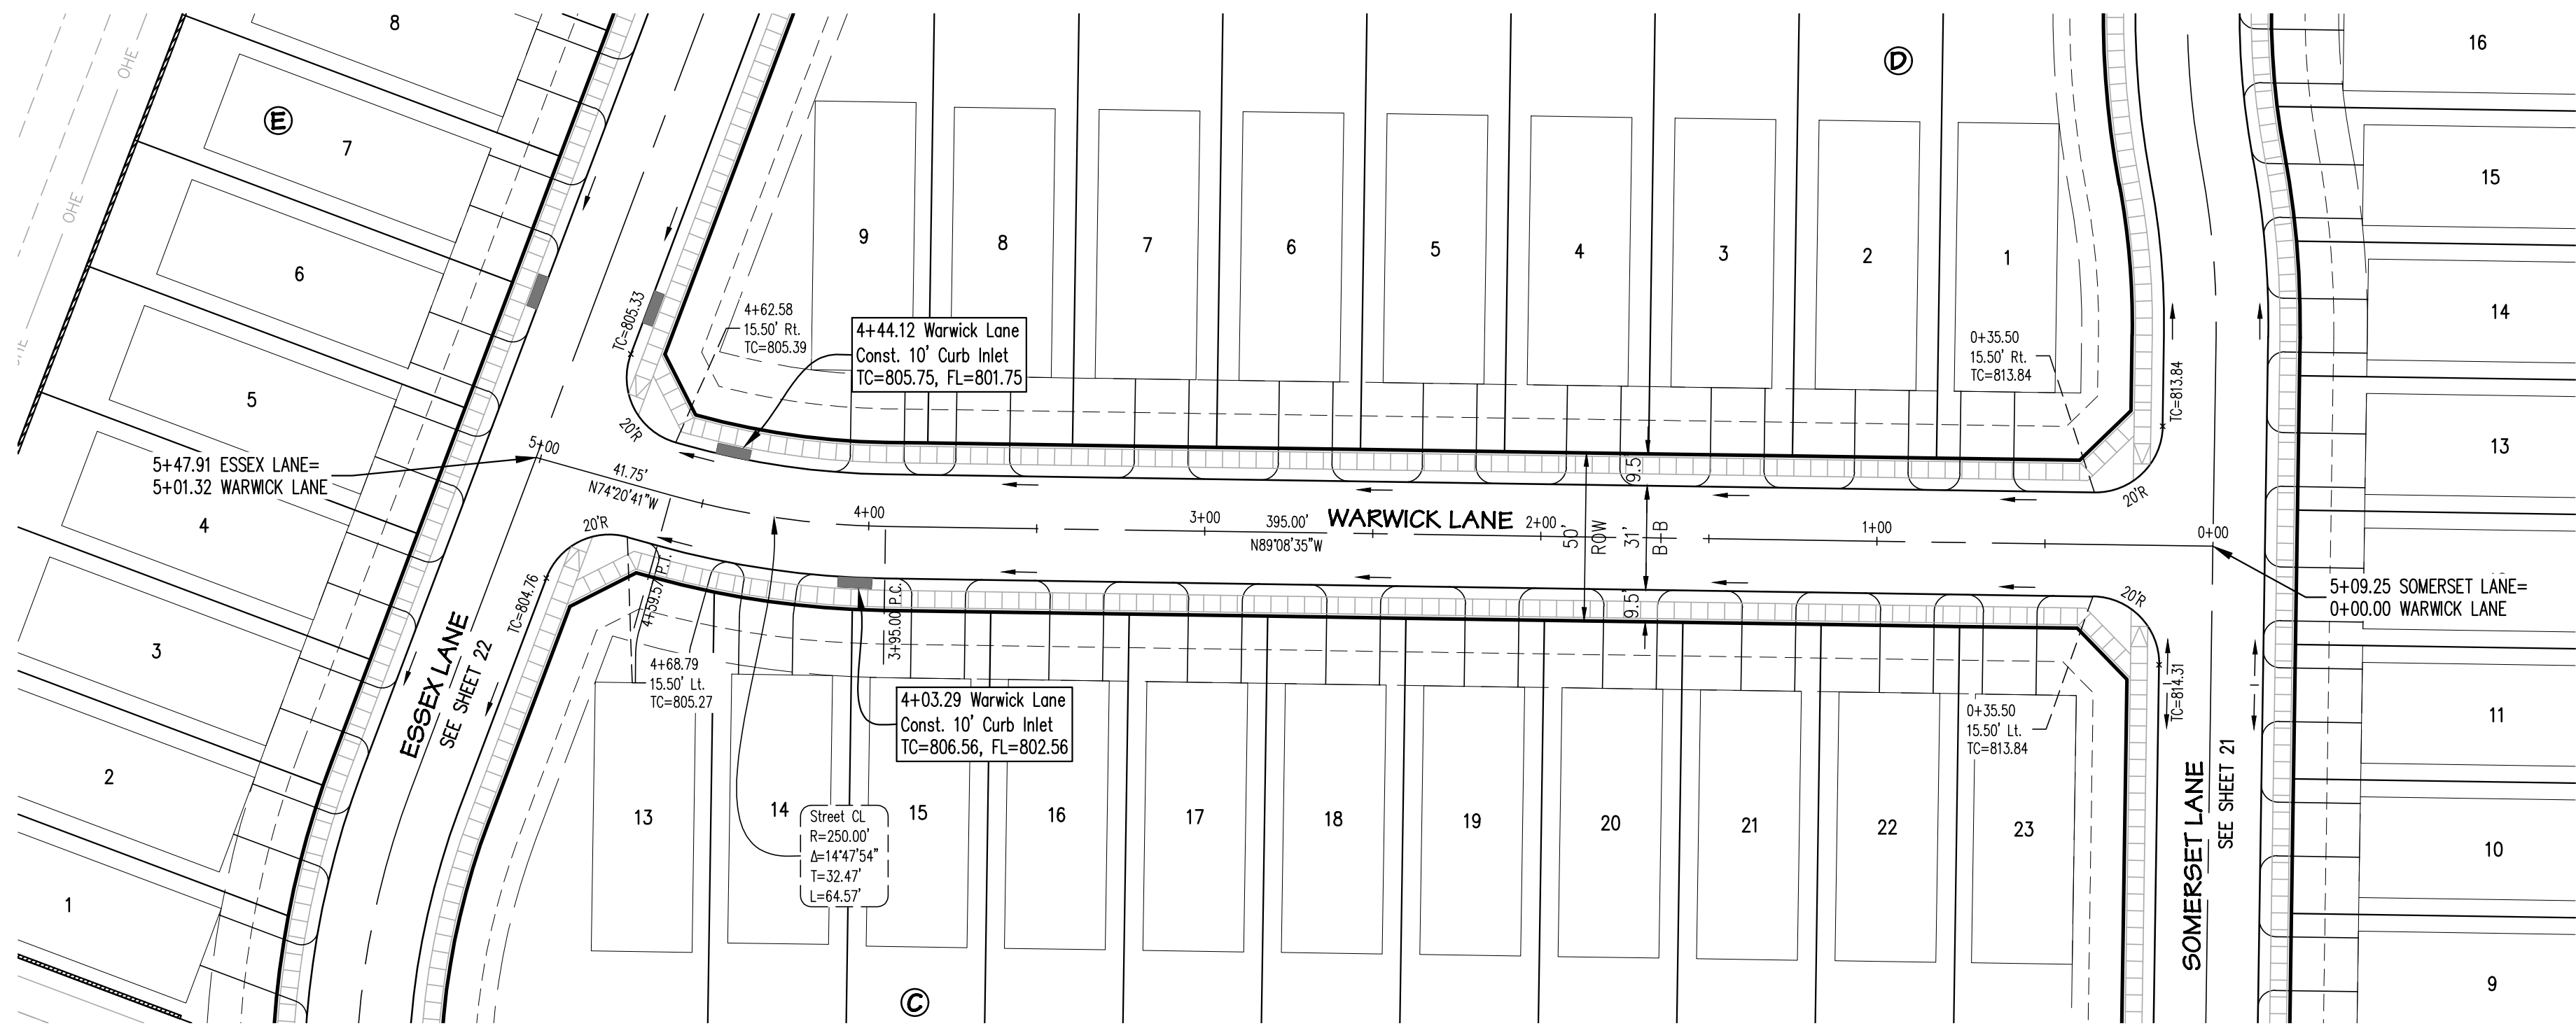 8
OHE
OHE
E
7
6
5
4
3
2
1
TC=805.33
20'R
4+62.58
15.50' Rt.
TC=805.39
4+44.12 Warwick Lane
Const. 10' Curb Inlet
TC=805.75, FL=801.75
9
8
7
6
5
4
3
2
1
D
0+35.50
15.50' Rt.
TC=813.84
TC=813.84
20'R
16
15
14
13
11
10
9
5+47.91 ESSEX LANE=
5+01.32 WARWICK LANE
5+00
41.75'
N74°20'41"W
4+00
3+00
395.00'
N89°08'35"W
WARWICK LANE
2+00
50'
ROW
9.5'
31'
B-B
9.5'
1+00
0+00
5+09.25 SOMERSET LANE=
0+00.00 WARWICK LANE
20'R
TC=804.76
4+59.57 P.T.
3+95.00 P.C.
4+68.79
15.50' Lt.
TC=805.27
4+03.29 Warwick Lane
Const. 10' Curb Inlet
TC=806.56, FL=802.56
ESSEX LANE
SEE SHEET 22
Street CL
R=250.00'
Δ=14°47'54"
T=32.47'
L=64.57'
13
14
15
16
17
18
19
20
21
22
23
C
0+35.50
15.50' Lt.
TC=813.84
20'R
TC=814.31
SOMERSET LANE
SEE SHEET 21